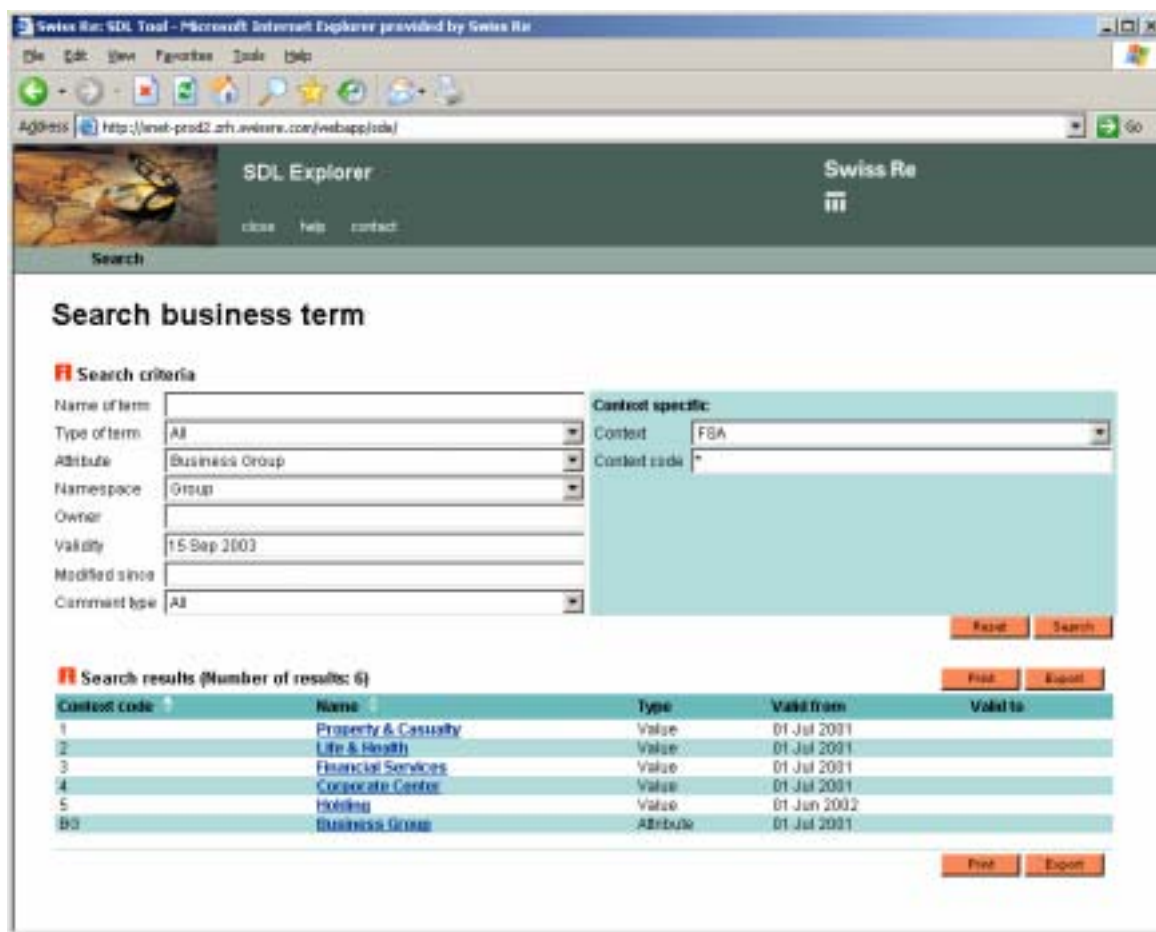 Swiss Re: SDL Tool - Microsoft Internet Explorer provided by Swiss Re
File Edit View Favorites Tools Help
Address http://inet-prod2.zrh.swissre.com/webapp/sde/ Go
SDL Explorer
Swiss Re
close help contact
Search
Search business term
Search criteria
Name of term
Context specific
Type of term All
Context FSA
Attribute Business Group
Context code *
Namespace Group
Owner
Validity 15 Sep 2003
Modified since
Comment type All
Reset Search
Search results (Number of results: 6)
Print Export
Context code Name Type Valid from Valid to
1 Property & Casualty Value 01 Jul 2001
2 Life & Health Value 01 Jul 2001
3 Financial Services Value 01 Jul 2001
4 Corporate Center Value 01 Jul 2001
5 Holding Value 01 Jun 2002
BG Business Group Attribute 01 Jul 2001
Print Export